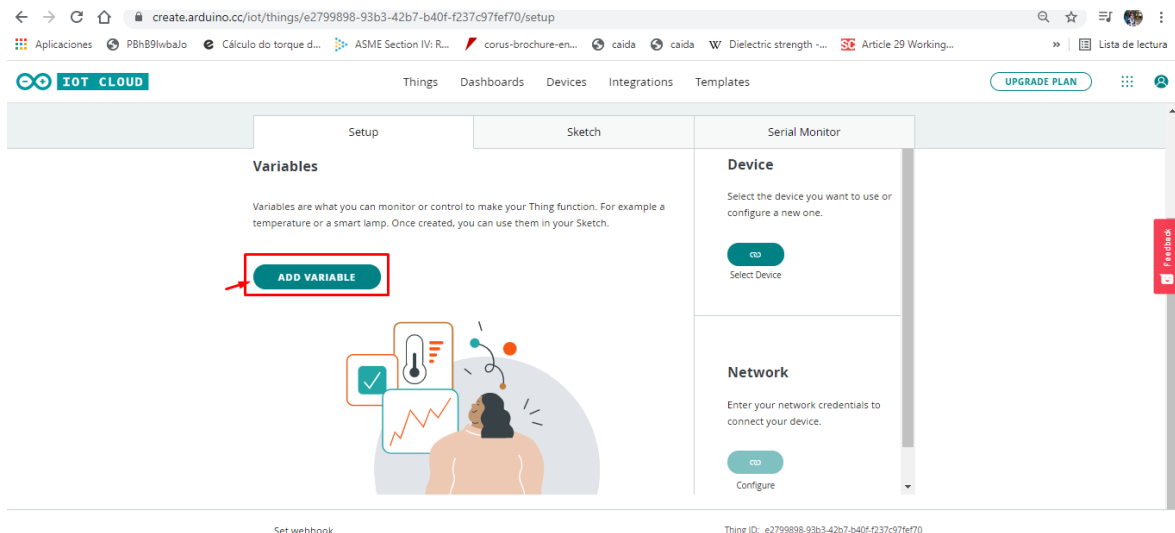 create.arduino.cc/iot/things/e2799898-93b3-42b7-b40f-f237c97fef70/setup
Aplicaciones PBhB9IwbaJo Cálculo do torque d... ASME Section IV: R... corus-brochure-en... caida caida Dielectric strength -... Article 29 Working... » Lista de lectura
IOT CLOUD Things Dashboards Devices Integrations Templates UPGRADE PLAN
Setup Sketch Serial Monitor
Variables
Variables are what you can monitor or control to make your Thing function. For example a
temperature or a smart lamp. Once created, you can use them in your Sketch.
ADD VARIABLE
Device
Select the device you want to use or
configure a new one.
Select Device
Network
Enter your network credentials to
connect your device.
Configure
Feedback
Set webhook Thing ID: e2799898-93b3-42b7-b40f-f237c97fef70